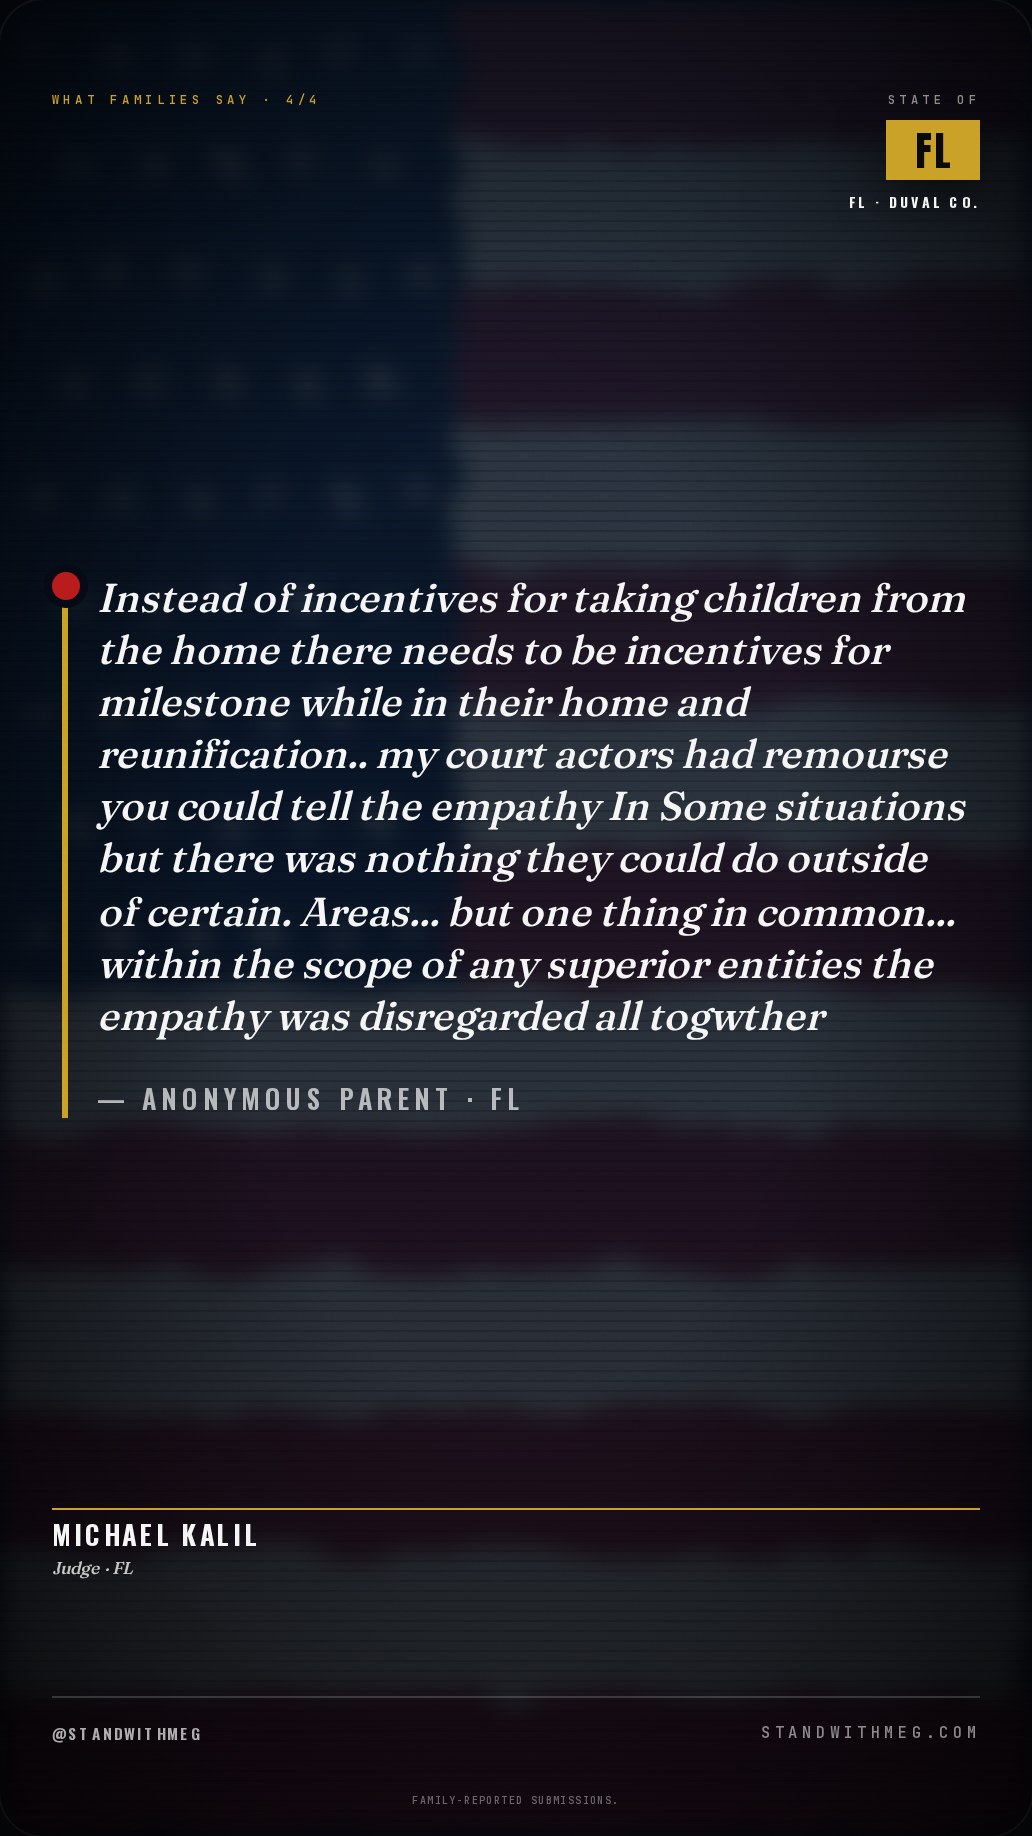 WHAT FAMILIES SAY · 4/4
STATE OF
FL
FL · DUVAL CO.
Instead of incentives for taking children from
the home there needs to be incentives for
milestone while in their home and
reunification.. my court actors had remourse
you could tell the empathy In Some situations
but there was nothing they could do outside
of certain. Areas... but one thing in common...
within the scope of any superior entities the
empathy was disregarded all togwther
— ANONYMOUS PARENT · FL
MICHAEL KALIL
Judge · FL
@STANDWITHMEG
STANDWITHMEG.COM
FAMILY-REPORTED SUBMISSIONS.